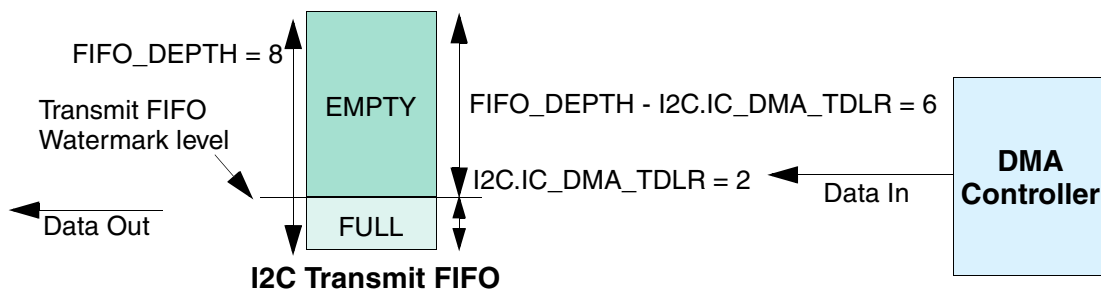 FIFO_DEPTH = 8
Transmit FIFO
Watermark level
EMPTY
FIFO_DEPTH - I2C.IC_DMA_TDLR = 6
I2C.IC_DMA_TDLR = 2
DMA
Controller
Data In
Data Out
FULL
I2C Transmit FIFO